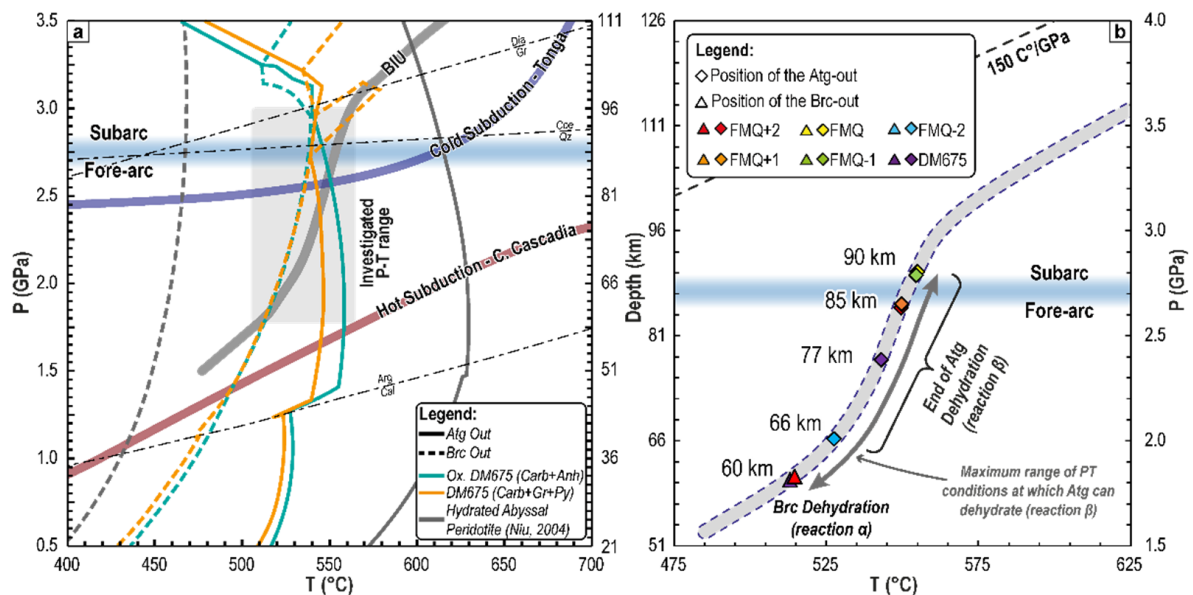 a
3.5
3.0
2.5
2.0
1.5
1.0
0.5
P (GPa)
400
450
500
550
600
650
700
T (°C)
111
96
81
66
51
36
21
Subarc
Fore-arc
BIU
Dia
Gr
Cold Subduction - Tonga
Coe
Qz
Investigated
P-T range
Hot Subduction - C. Cascadia
Arg
Cal
Legend:
Atg Out
Brc Out
Ox. DM675 (Carb+Anh)
DM675 (Carb+Gr+Py)
Hydrated Abyssal
Peridotite (Niu, 2004)
b
126
111
96
81
66
51
Depth (km)
475
525
575
625
T (°C)
4.0
3.5
3.0
2.5
2.0
1.5
P (GPa)
Legend:
Position of the Atg-out
Position of the Brc-out
FMQ+2
FMQ
FMQ-2
FMQ+1
FMQ-1
DM675
150 C°/GPa
90 km
Subarc
85 km
Fore-arc
77 km
End of Atg
Dehydration
(reaction β)
66 km
60 km
Brc Dehydration
(reaction α)
Maximum range of PT
conditions at which Atg can
dehydrate (reaction β)